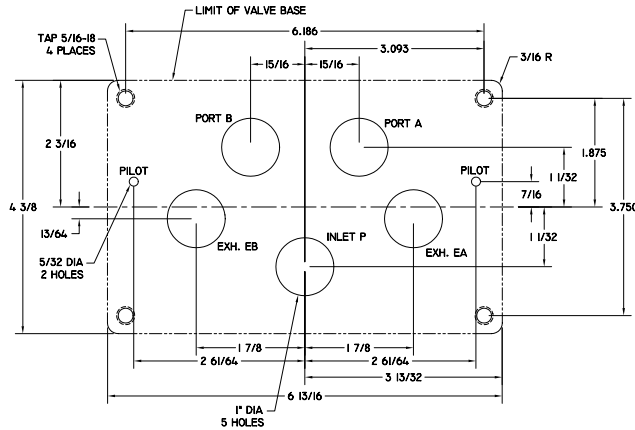 LIMIT OF VALVE BASE
6.186
TAP 5/16-18
4 PLACES
3.093
3/16 R
15/16
15/16
PORT B
PORT A
2 3/16
1.875
1 1/32
PILOT
PILOT
7/16
4 3/8
3.750
13/64
INLET P
1 1/32
EXH. EB
EXH. EA
5/32 DIA
2 HOLES
1 7/8
1 7/8
2 61/64
2 61/64
3 13/32
6 13/16
1" DIA
5 HOLES